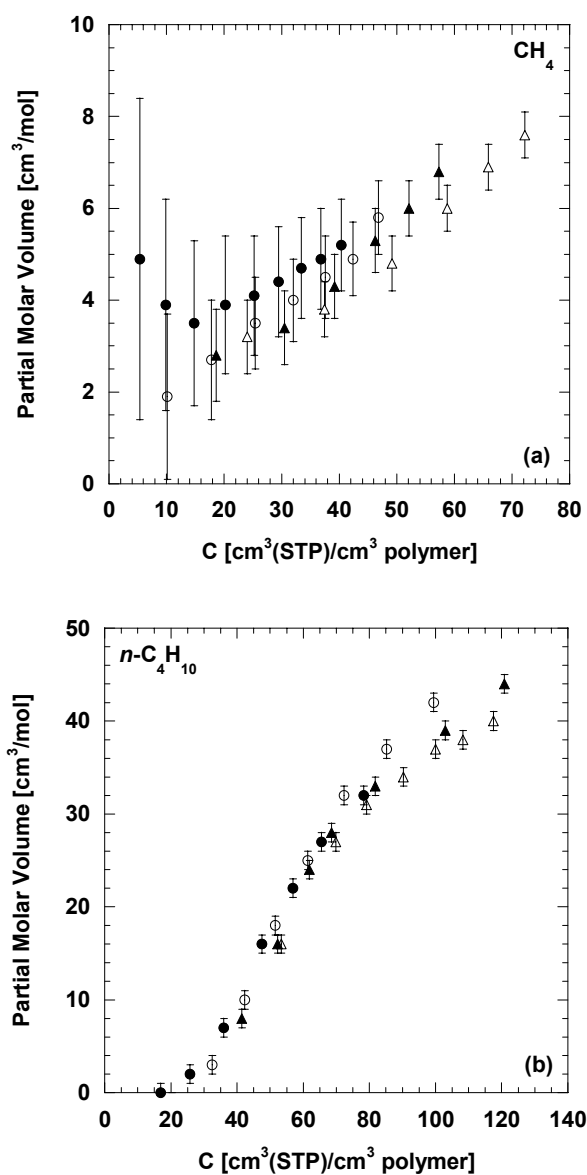 10
CH₄
8
6
4
2
0
(a)
0 10 20 30 40 50 60 70 80
Partial Molar Volume [cm³/mol]
C [cm³(STP)/cm³ polymer]
50
n-C₄H₁₀
40
30
20
10
0
(b)
0 20 40 60 80 100 120 140
Partial Molar Volume [cm³/mol]
C [cm³(STP)/cm³ polymer]